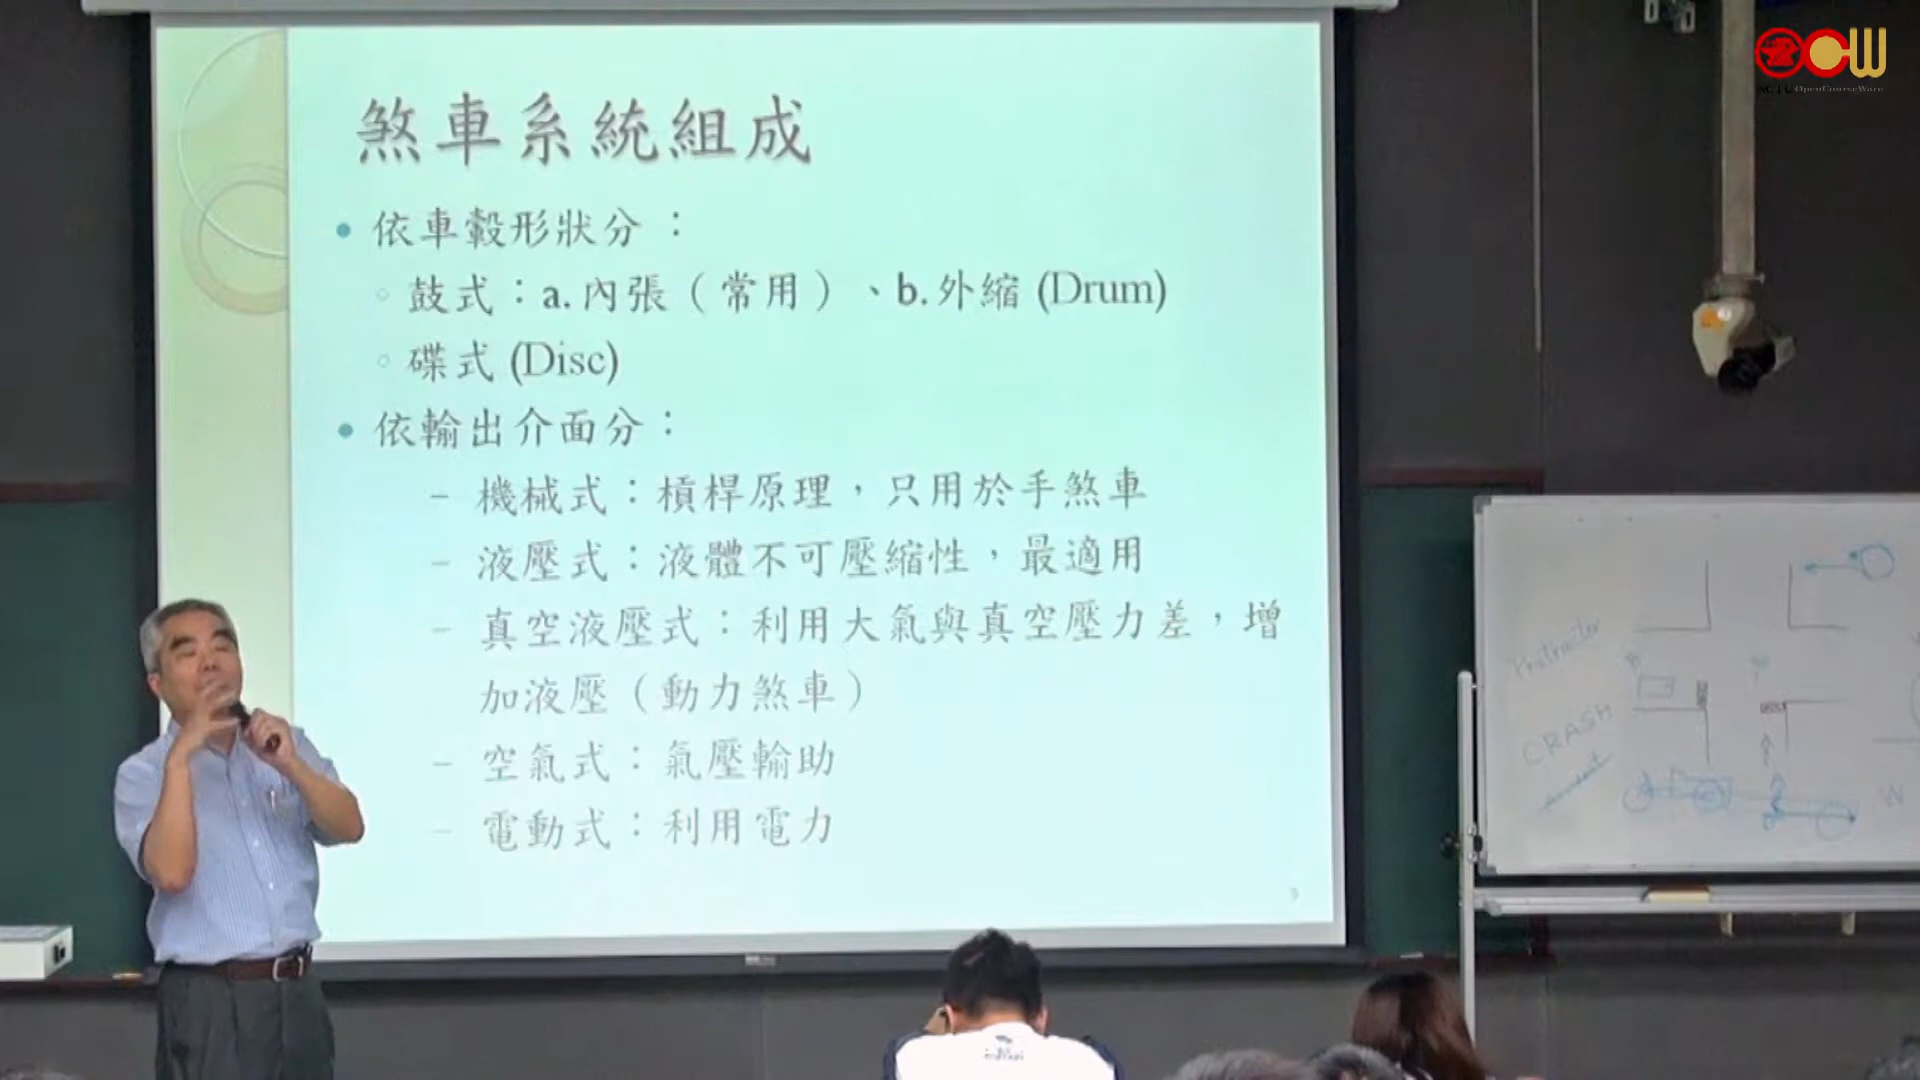 煞車系統組成
依車轂形狀分：
鼓式：a.內張（常用）、b.外縮 (Drum)
碟式 (Disc)
依輸出介面分：
- 機械式：槓桿原理，只用於手煞車
- 液壓式：液體不可壓縮性，最適用
- 真空液壓式：利用大氣與真空壓力差，增
加液壓（動力煞車）
- 空氣式：氣壓輸助
- 電動式：利用電力
9
CRASH
W
OpenCourseWare